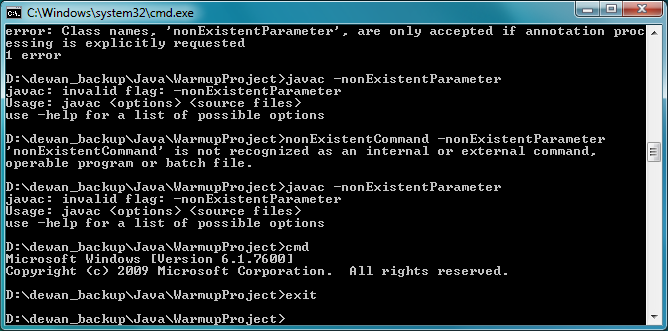 C:\Windows\system32\cmd.exe
error: Class names, 'nonExistentParameter', are only accepted if annotation proc
essing is explicitly requested
1 error
D:\dewan_backup\Java\WarmupProject>javac -nonExistentParameter
javac: invalid flag: -nonExistentParameter
Usage: javac <options> <source files>
use -help for a list of possible options
D:\dewan_backup\Java\WarmupProject>nonExistentCommand -nonExistentParameter
'nonExistentCommand' is not recognized as an internal or external command,
operable program or batch file.
D:\dewan_backup\Java\WarmupProject>javac -nonExistentParameter
javac: invalid flag: -nonExistentParameter
Usage: javac <options> <source files>
use -help for a list of possible options
D:\dewan_backup\Java\WarmupProject>cmd
Microsoft Windows [Version 6.1.7600]
Copyright (c) 2009 Microsoft Corporation.  All rights reserved.
D:\dewan_backup\Java\WarmupProject>exit
D:\dewan_backup\Java\WarmupProject>